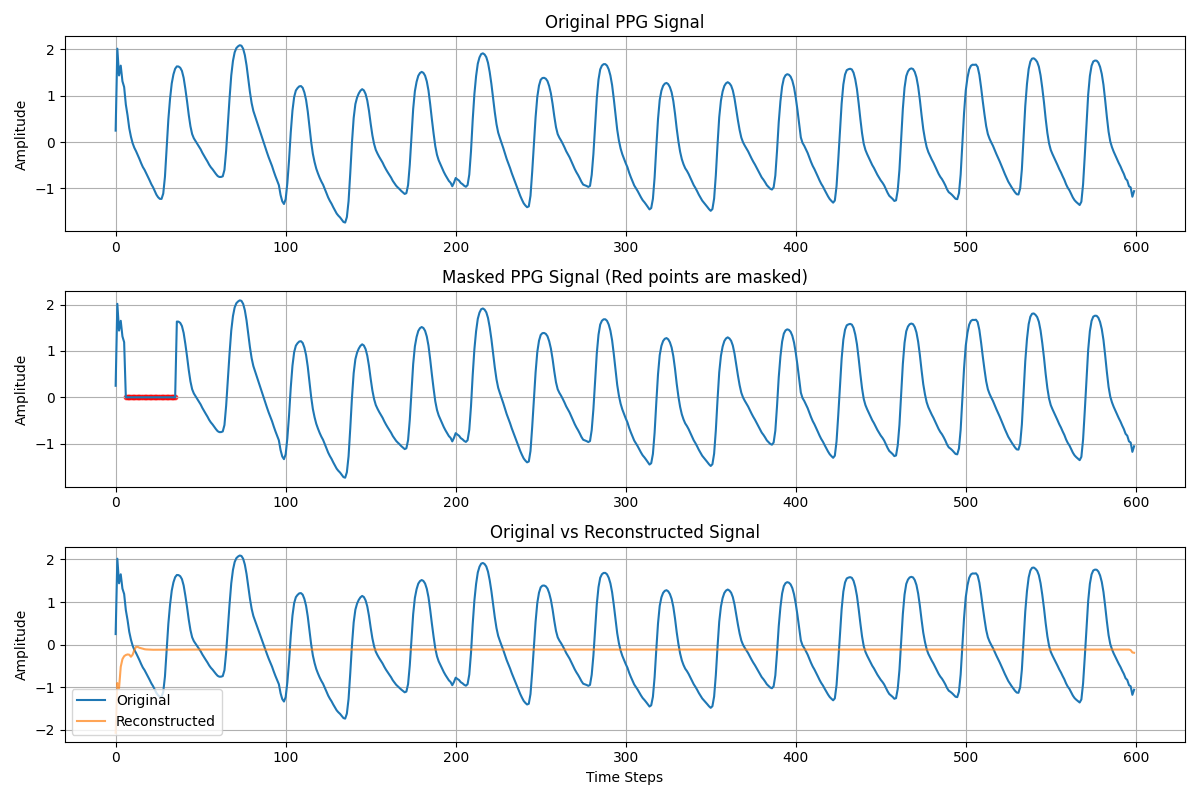 Original PPG Signal
Amplitude
2
1
0
−1
0 100 200 300 400 500 600
Masked PPG Signal (Red points are masked)
Amplitude
2
1
0
−1
0 100 200 300 400 500 600
Original vs Reconstructed Signal
Amplitude
2
1
0
−1
−2
Original
Reconstructed
0 100 200 300 400 500 600
Time Steps